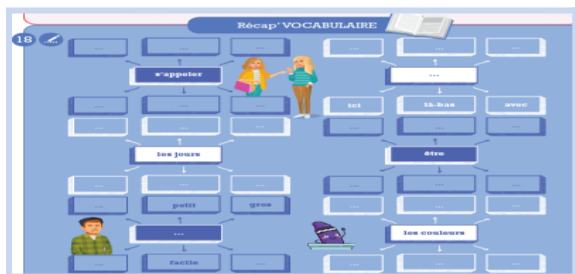 Récap' VOCABULAIRE
18
... ... ...
s'appeler
... ... ...
... ... ...
les jours
... ... ...
... petit gros
...
... facile ...
... ... ...
...
ici là-bas avec
... ... ...
être
... ... ...
... ... ...
les couleurs
... ... ...